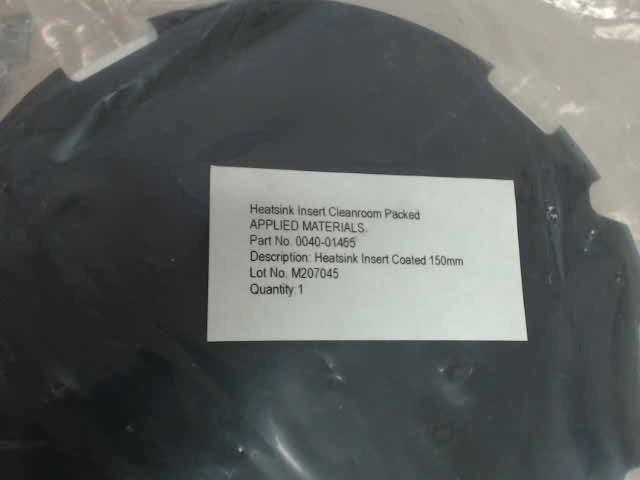 Heatsink Insert Cleanroom Packed
APPLIED MATERIALS.
Part No. 0040-01465
Description: Heatsink Insert Coated 150mm
Lot No. M207045
Quantity:1